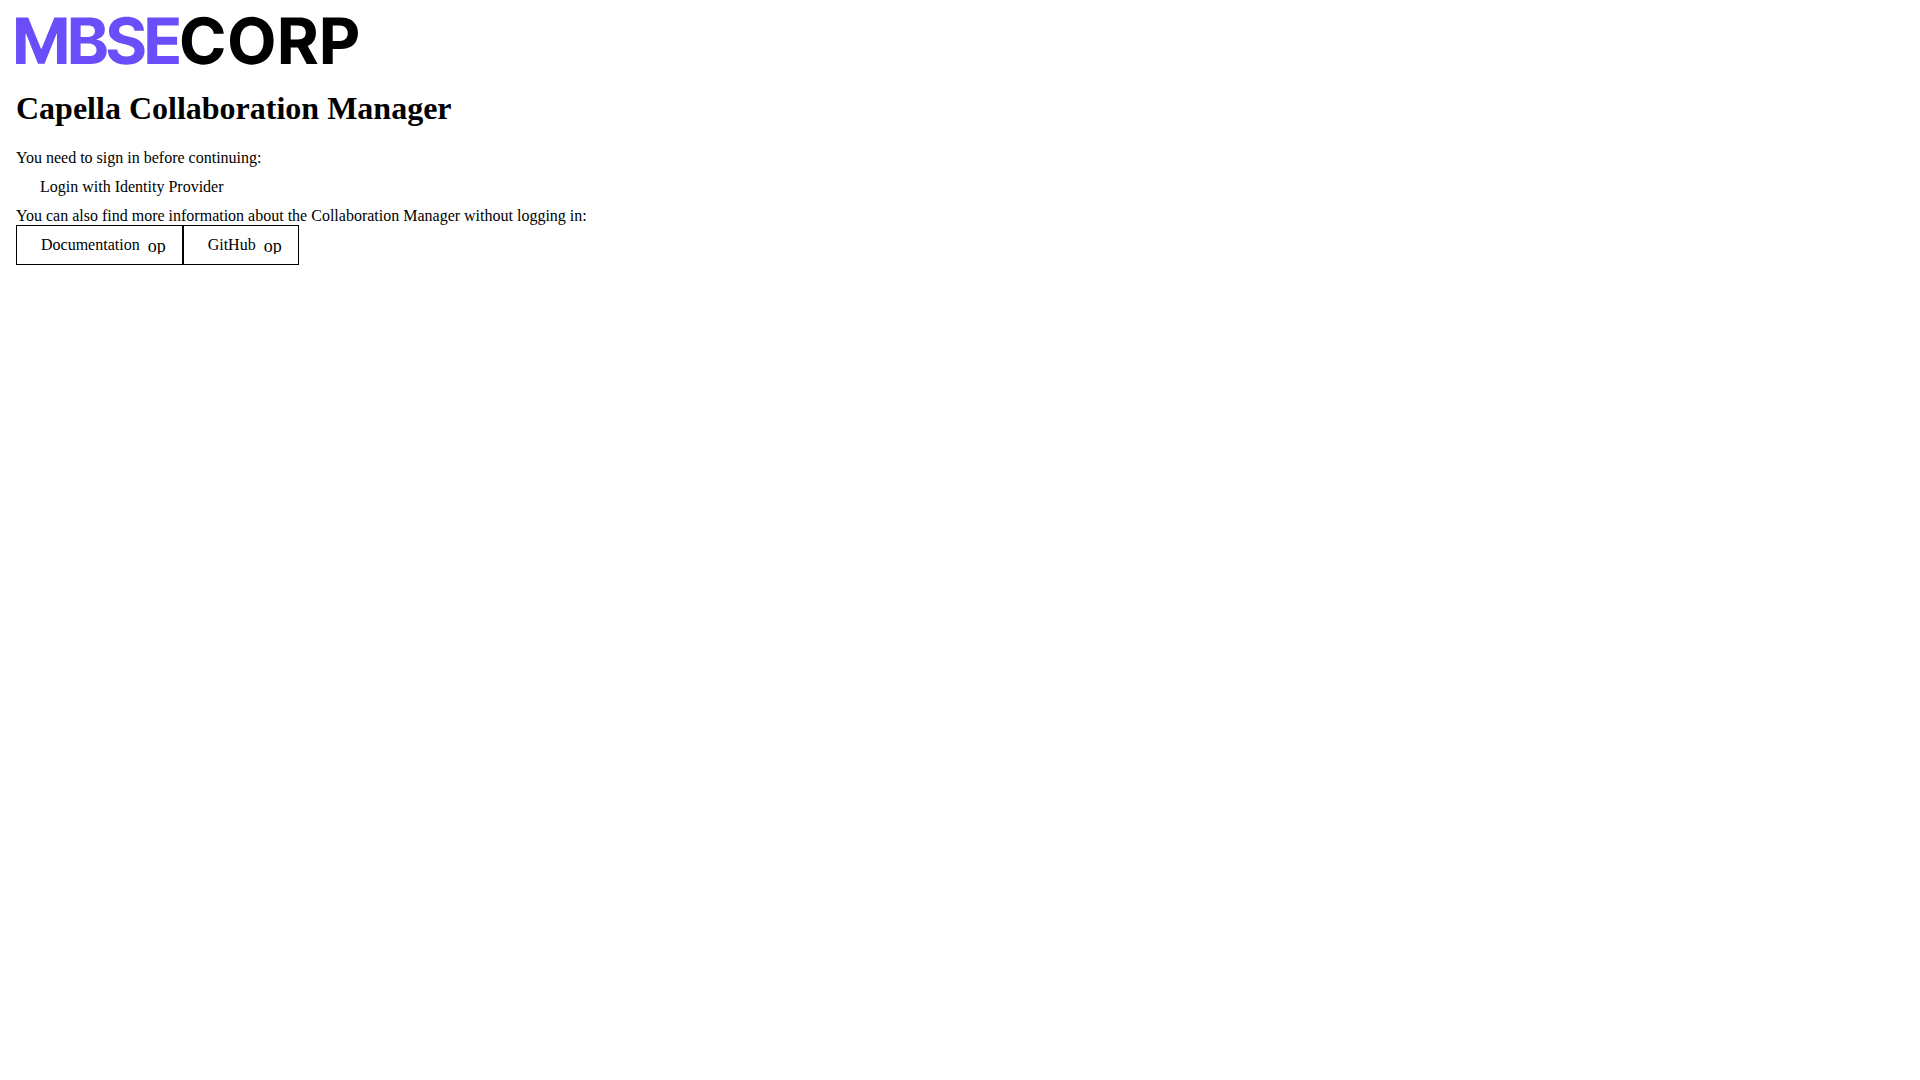 MBSECORP
Capella Collaboration Manager
You need to sign in before continuing:
Login with Identity Provider
You can also find more information about the Collaboration Manager without logging in:
Documentation op GitHub op